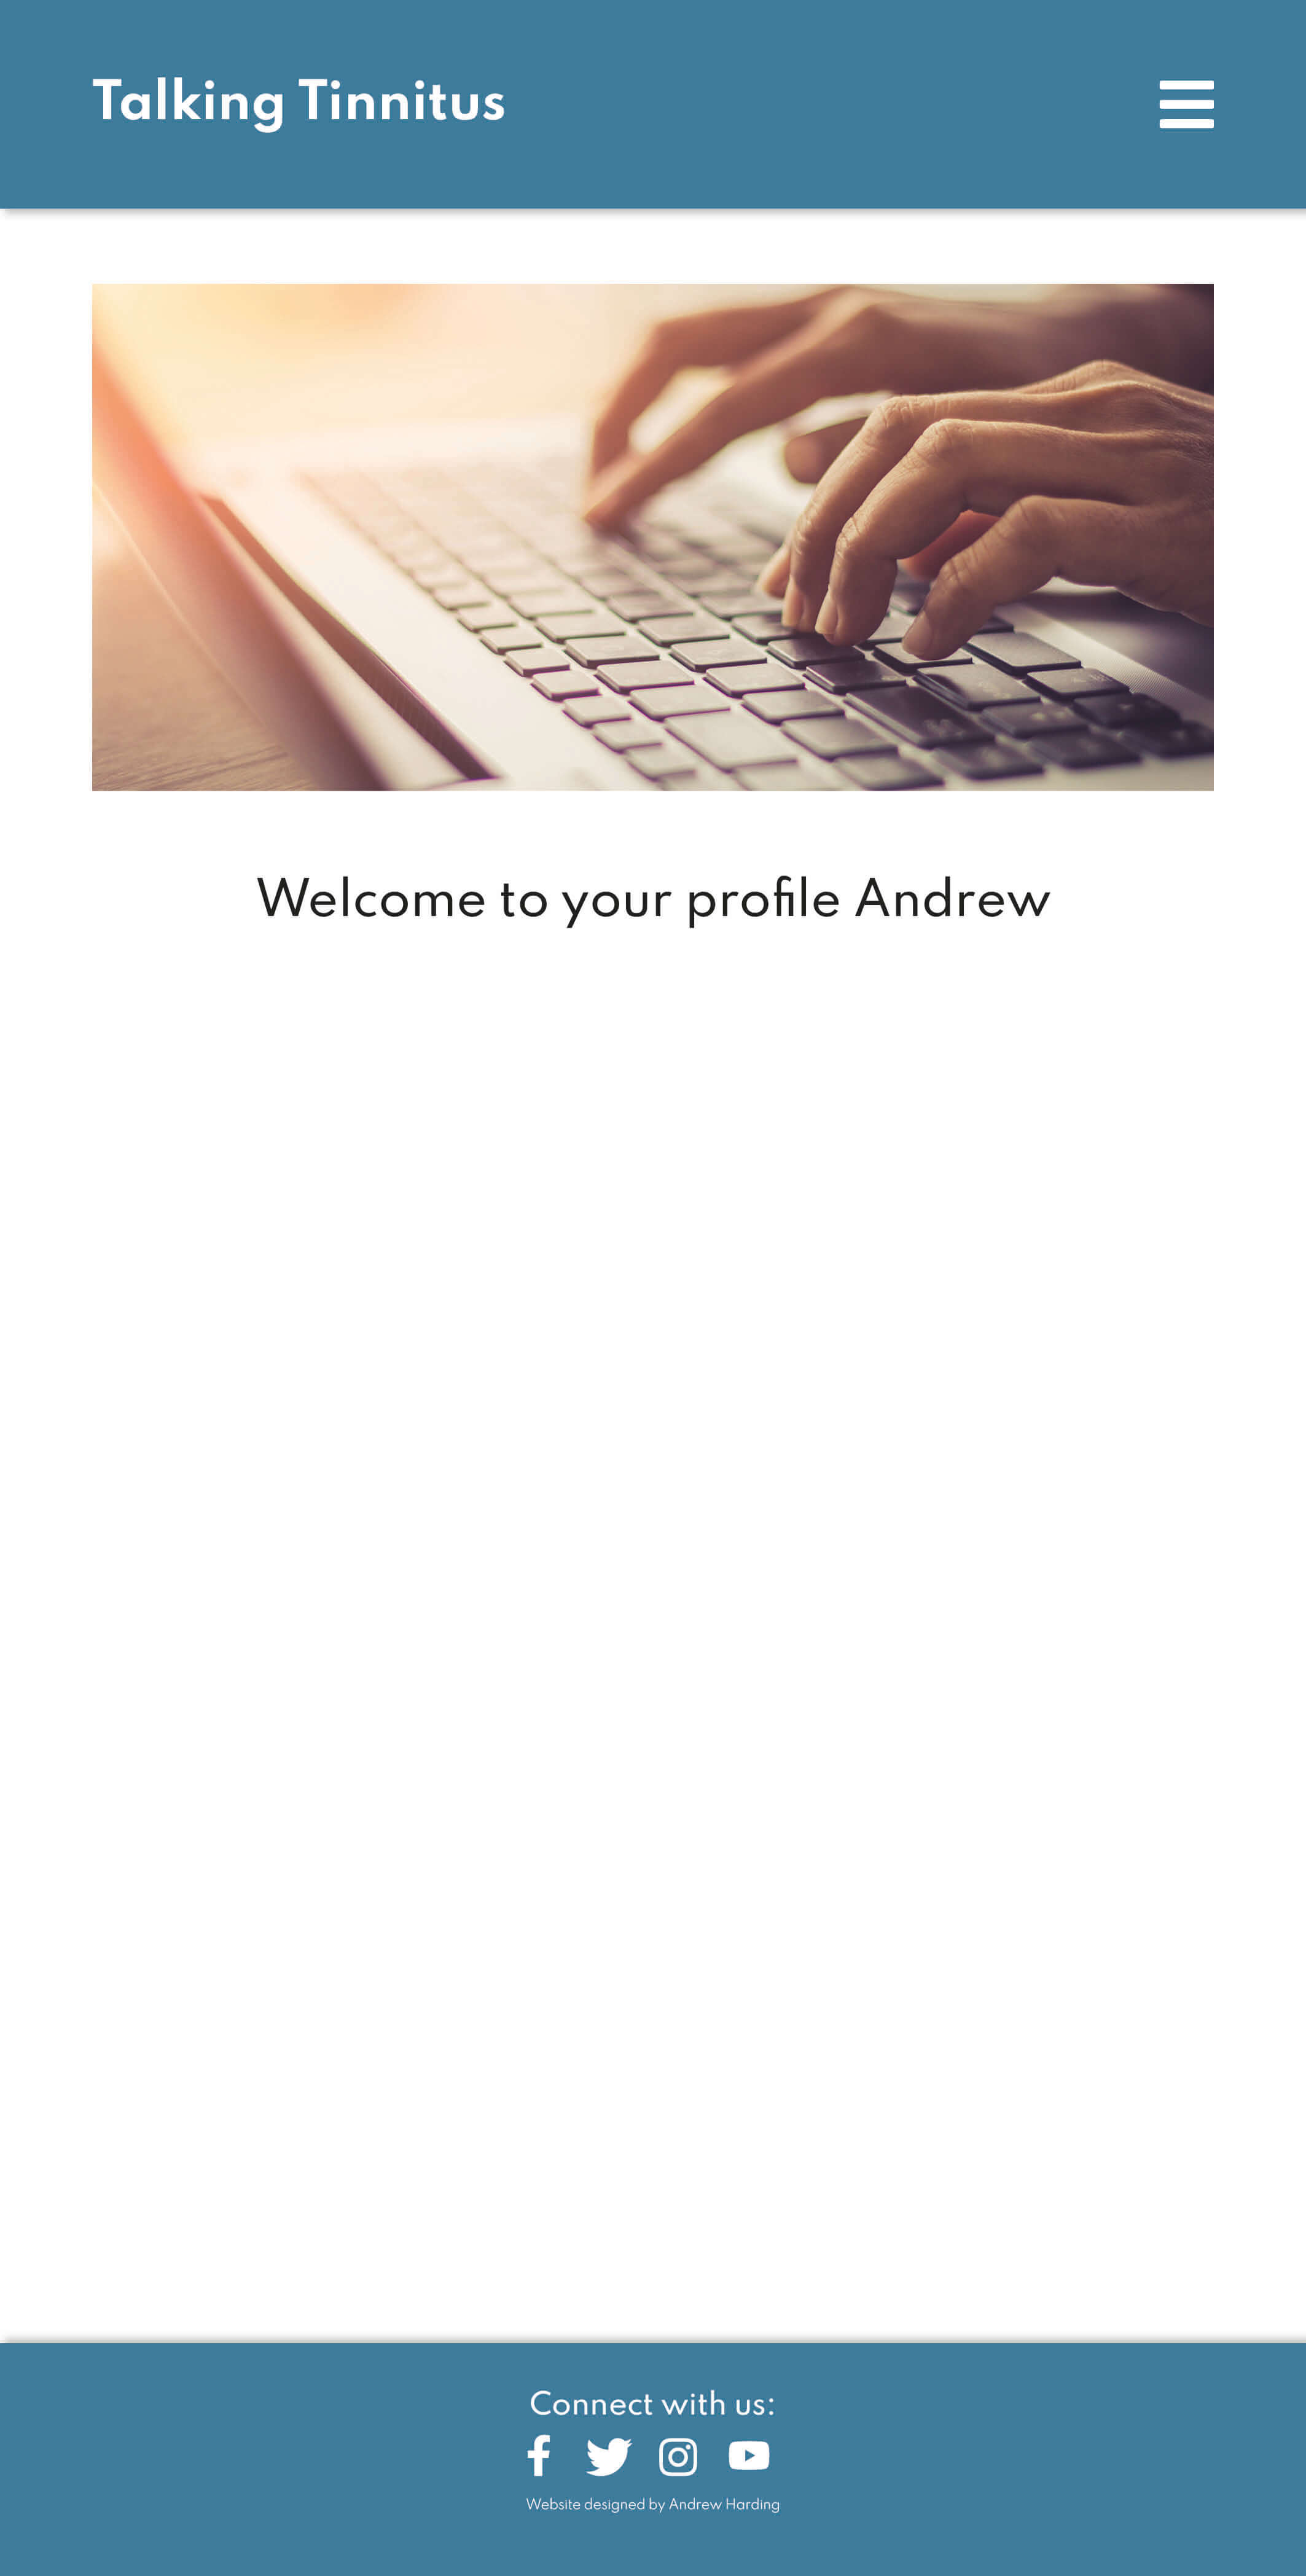 Talking Tinnitus
Welcome to your profile Andrew
Connect with us:
Website designed by Andrew Harding